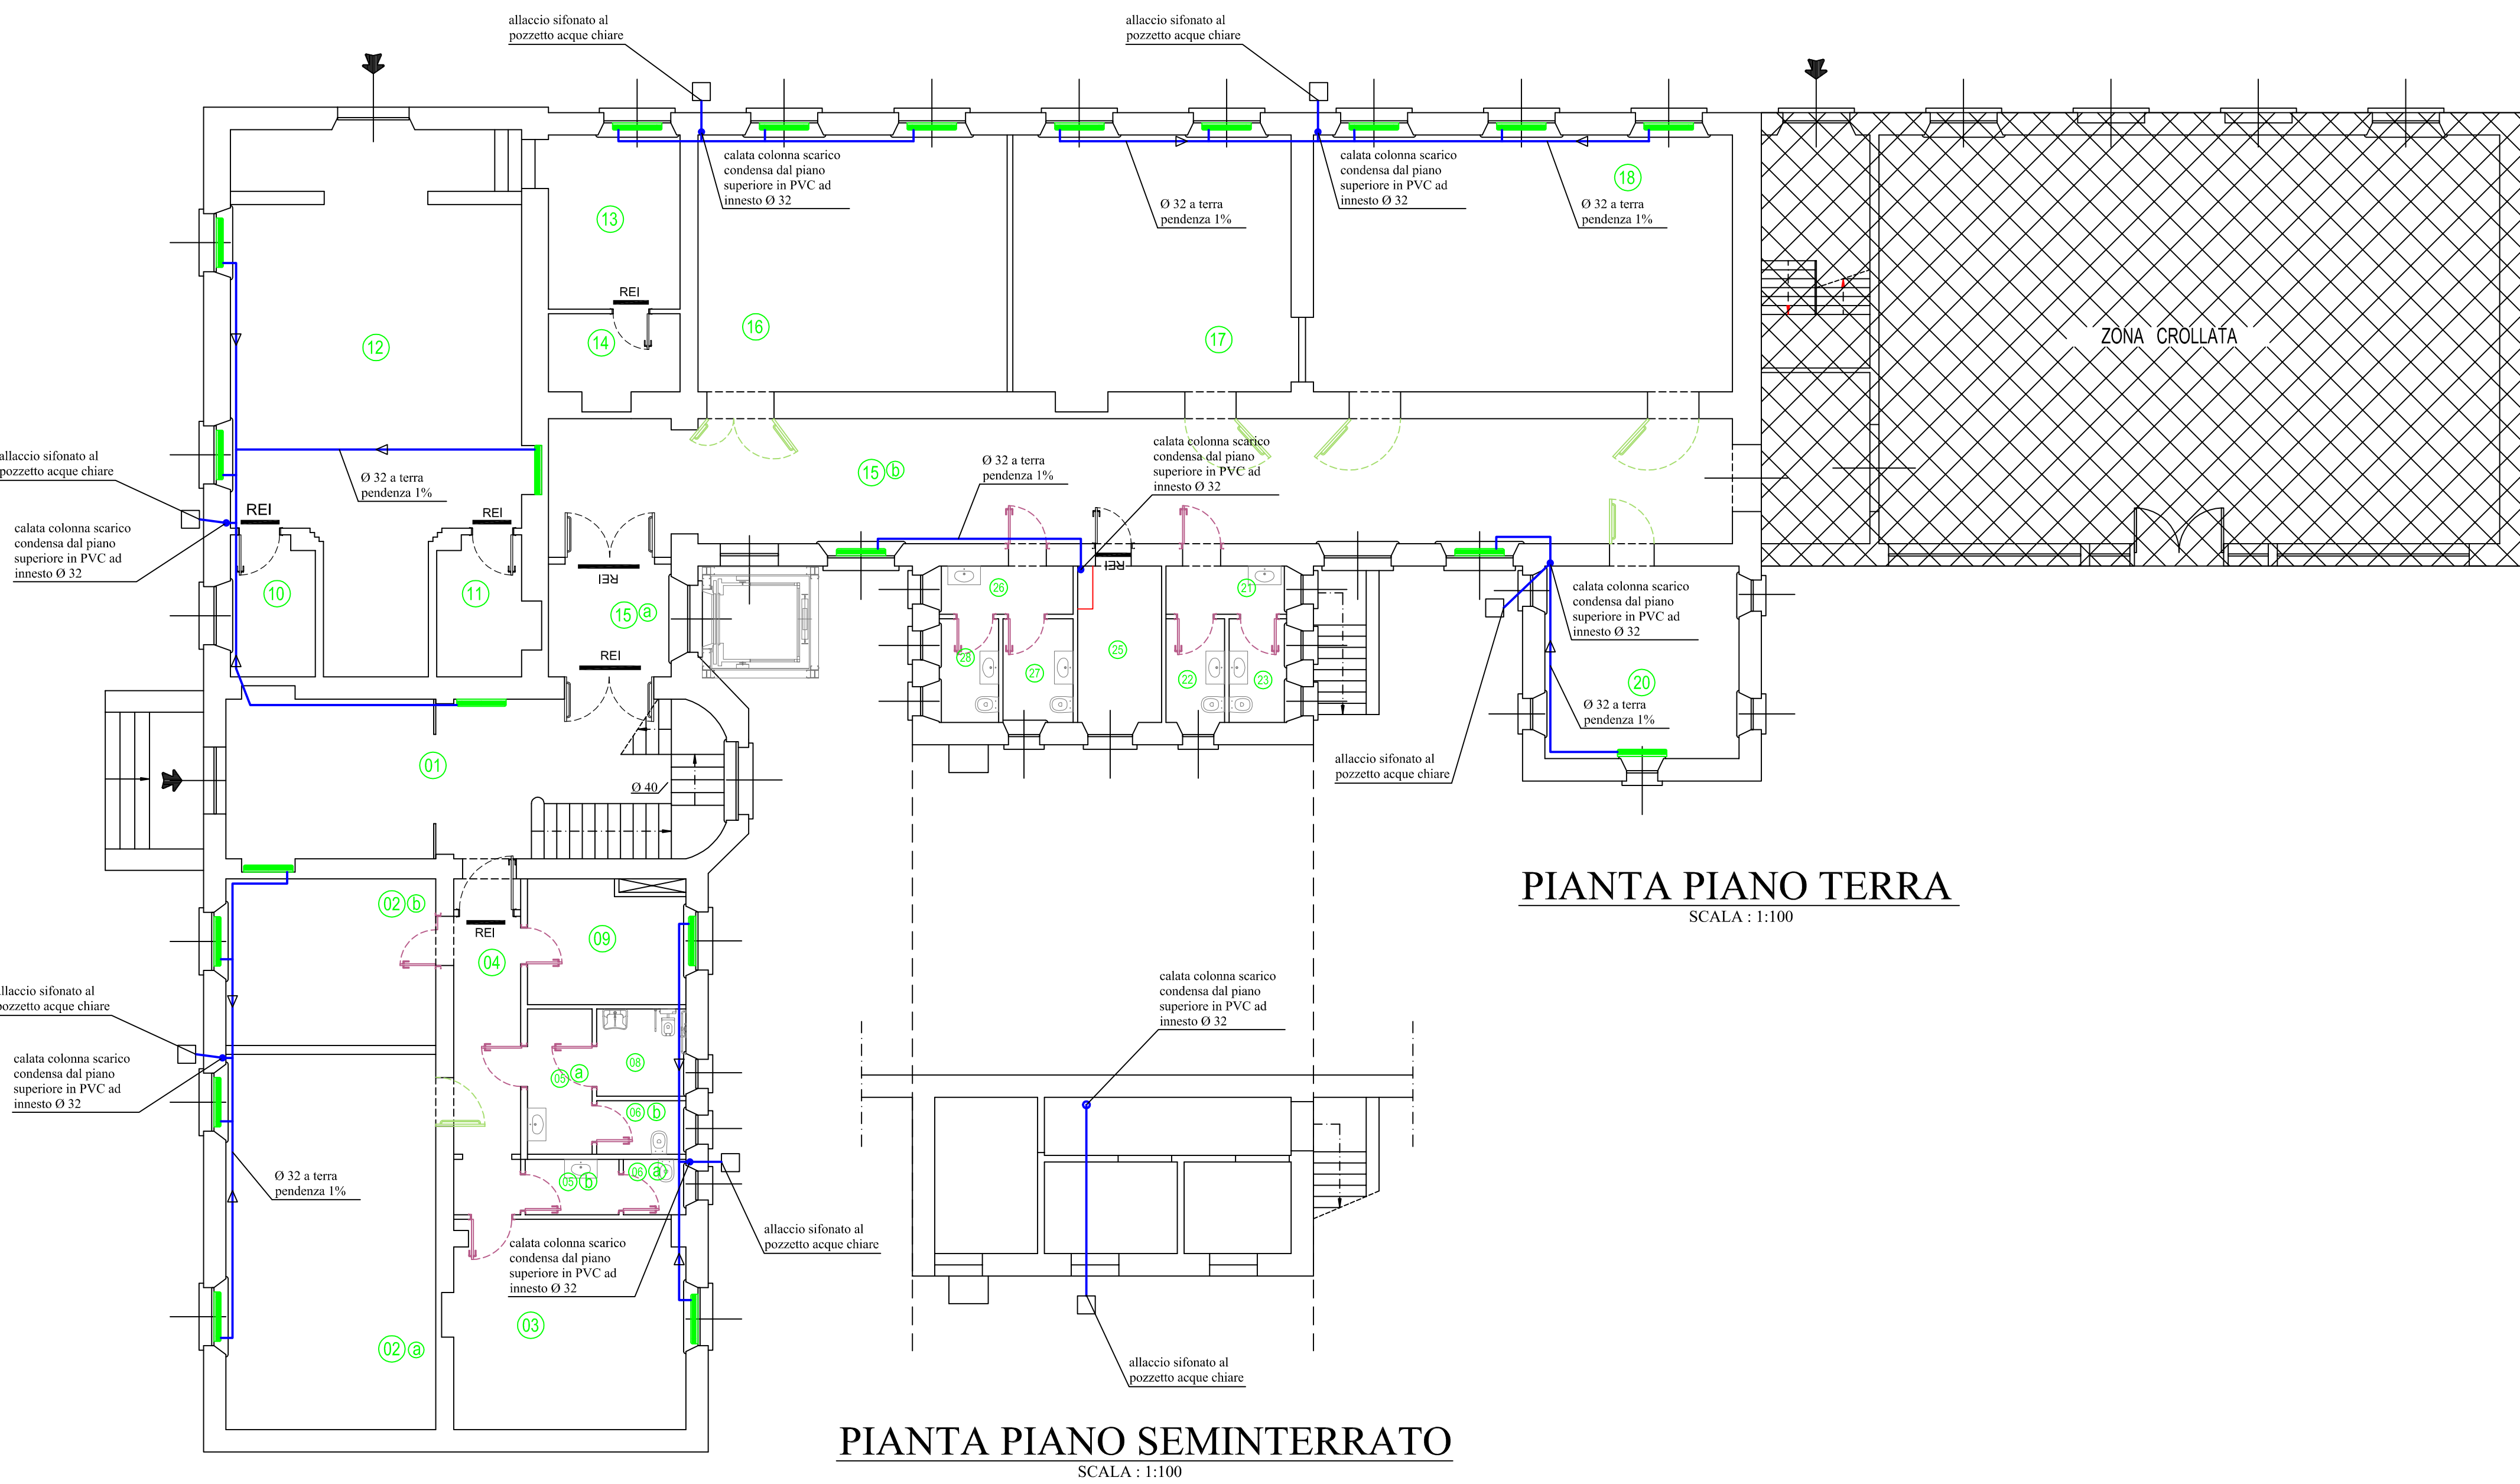 allaccio sifonato al
pozzetto acque chiare
allaccio sifonato al
pozzetto acque chiare
calata colonna scarico
condensa dal piano
superiore in PVC ad
innesto Ø 32
calata colonna scarico
condensa dal piano
superiore in PVC ad
innesto Ø 32
Ø 32 a terra
pendenza 1%
Ø 32 a terra
pendenza 1%
18
13
REI
16
14
17
12
ZONA CROLLATA
allaccio sifonato al
pozzetto acque chiare
Ø 32 a terra
pendenza 1%
15 b
Ø 32 a terra
pendenza 1%
calata colonna scarico
condensa dal piano
superiore in PVC ad
innesto Ø 32
REI
REI
calata colonna scarico
condensa dal piano
superiore in PVC ad
innesto Ø 32
REI
REI
10
11
15 a
REI
26
21
calata colonna scarico
condensa dal piano
superiore in PVC ad
innesto Ø 32
28
27
25
22
23
20
Ø 32 a terra
pendenza 1%
01
Ø 40
allaccio sifonato al
pozzetto acque chiare
PIANTA PIANO TERRA
SCALA : 1:100
02 b
REI
09
04
allaccio sifonato al
pozzetto acque chiare
calata colonna scarico
condensa dal piano
superiore in PVC ad
innesto Ø 32
calata colonna scarico
condensa dal piano
superiore in PVC ad
innesto Ø 32
05 a
08
06 b
Ø 32 a terra
pendenza 1%
05 b
06 a
calata colonna scarico
condensa dal piano
superiore in PVC ad
innesto Ø 32
allaccio sifonato al
pozzetto acque chiare
03
02 a
allaccio sifonato al
pozzetto acque chiare
PIANTA PIANO SEMINTERRATO
SCALA : 1:100